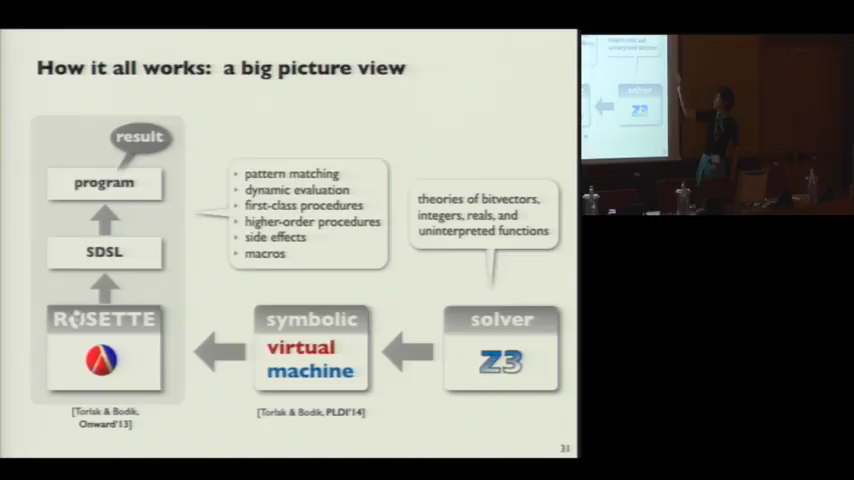 How it all works: a big picture view
result
program
SDSL
ROSETTE
[Torlak & Bodik,
Onward'13]
pattern matching
dynamic evaluation
first-class procedures
higher-order procedures
side effects
macros
symbolic
virtual
machine
[Torlak & Bodik, PLDI'14]
theories of bitvectors,
integers, reals, and
uninterpreted functions
solver
Z3
31
solver
Z3